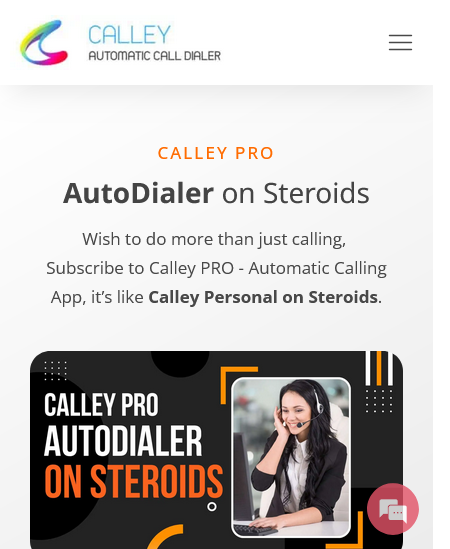 CALLEY
AUTOMATIC CALL DIALER
CALLEY PRO
AutoDialer on Steroids
Wish to do more than just calling,
Subscribe to Calley PRO - Automatic Calling
App, it’s like Calley Personal on Steroids.
CALLEY PRO
AUTODIALER
ON STEROIDS